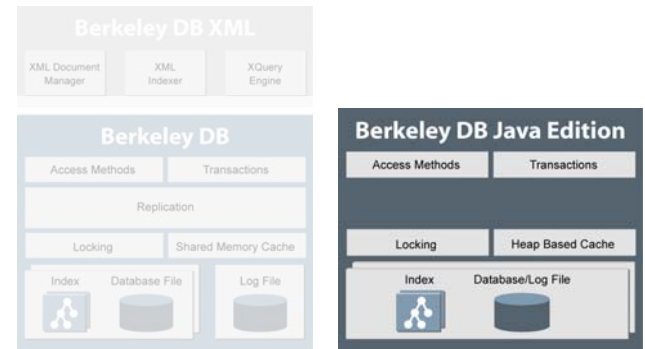 Berkeley DB XML
XML Document
Manager
XML
Indexer
XQuery
Engine
Berkeley DB
Access Methods
Transactions
Replication
Locking
Shared Memory Cache
Index
Database File
Log File
Berkeley DB Java Edition
Access Methods
Transactions
Locking
Heap Based Cache
Index
Database/Log File